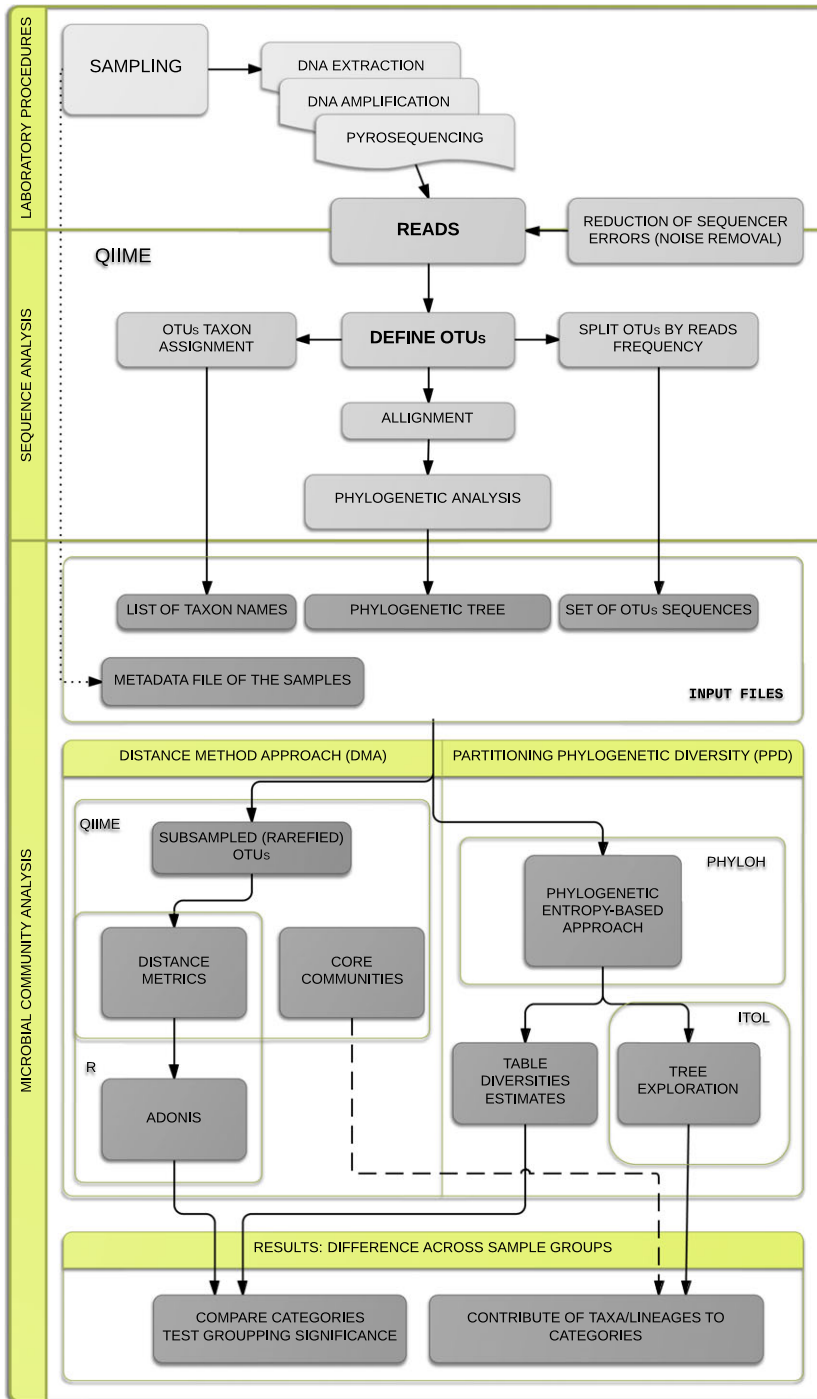 LABORATORY PROCEDURES
SAMPLING
DNA EXTRACTION
DNA AMPLIFICATION
PYROSEQUENCING
READS
REDUCTION OF SEQUENCER
ERRORS (NOISE REMOVAL)
SEQUENCE ANALYSIS
QIIME
OTUs TAXON
ASSIGNMENT
DEFINE OTUs
SPLIT OTUs BY READS
FREQUENCY
ALLIGNMENT
PHYLOGENETIC ANALYSIS
MICROBIAL COMMUNITY ANALYSIS
LIST OF TAXON NAMES
PHYLOGENETIC TREE
SET OF OTUs SEQUENCES
METADATA FILE OF THE SAMPLES
INPUT FILES
DISTANCE METHOD APPROACH (DMA)
PARTITIONING PHYLOGENETIC DIVERSITY (PPD)
QIIME
SUBSAMPLED (RAREFIED)
OTUs
PHYLOH
PHYLOGENETIC
ENTROPY-BASED
APPROACH
DISTANCE
METRICS
CORE
COMMUNITIES
ITOL
R
ADONIS
TABLE
DIVERSITIES
ESTIMATES
TREE
EXPLORATION
RESULTS: DIFFERENCE ACROSS SAMPLE GROUPS
COMPARE CATEGORIES
TEST GROUPPING SIGNIFICANCE
CONTRIBUTE OF TAXA/LINEAGES TO
CATEGORIES